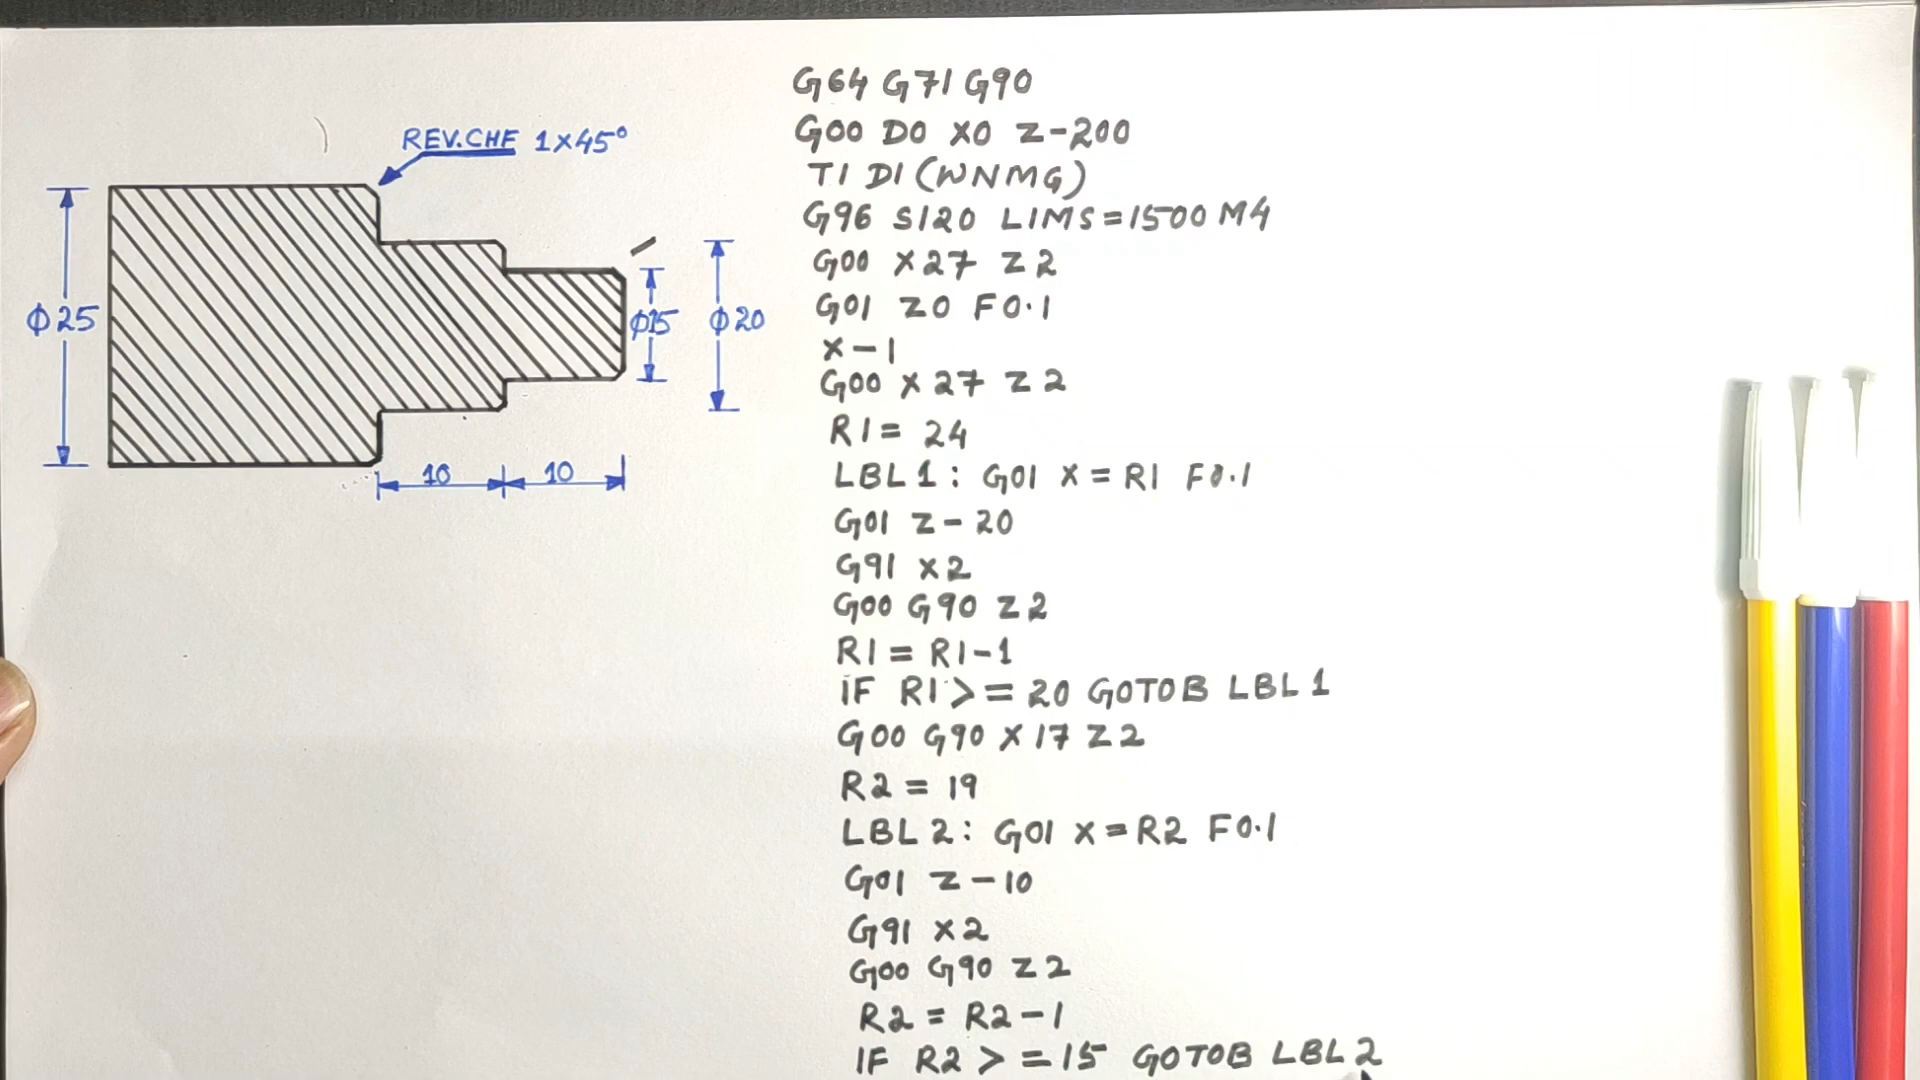 REV.CHF 1X45°
Φ25
Φ15
Φ20
10
10
G64 G71 G90
G00 D0 X0 Z-200
T1 D1 (WNMG)
G96 S120 LIMS=1500 M4
G00 X27 Z2
G01 Z0 F0.1
X-1
G00 X27 Z2
R1= 24
LBL1: G01 X=R1 F0.1
G01 Z-20
G91 X2
G00 G90 Z2
R1=R1-1
IF R1>=20 GOTOB LBL1
G00 G90 X17 Z2
R2=19
LBL2: G01 X=R2 F0.1
G01 Z-10
G91 X2
G00 G90 Z2
R2=R2-1
IF R2>=15 GOTOB LBL2